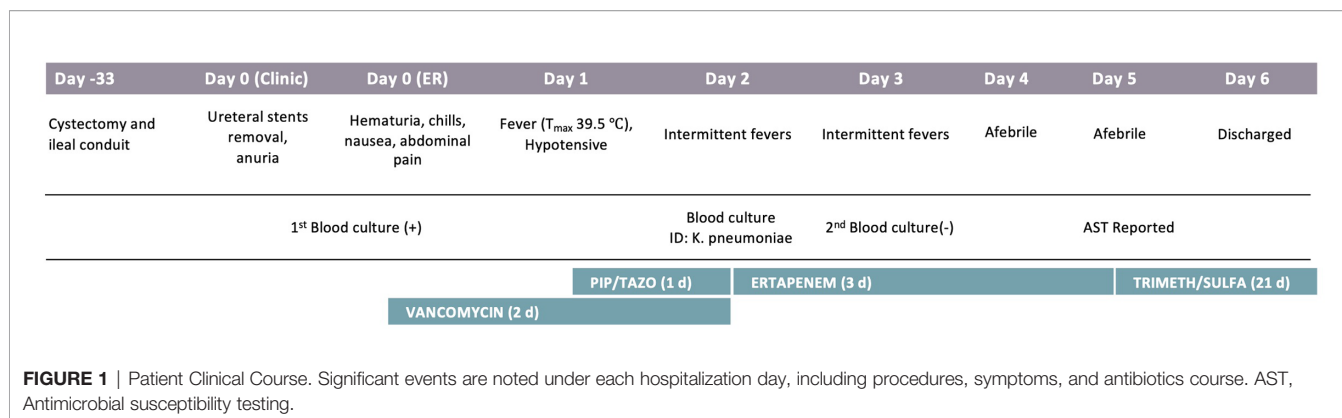 Day -33 Day 0 (Clinic) Day 0 (ER) Day 1 Day 2 Day 3 Day 4 Day 5 Day 6
Cystectomy and
ileal conduit
Ureteral stents
removal,
anuria
Hematuria, chills,
nausea, abdominal
pain
Fever (Tmax 39.5 ℃),
Hypotensive
Intermittent fevers
Intermittent fevers
Afebrile
Afebrile
Discharged
1st Blood culture (+)
Blood culture
ID: K. pneumoniae
2nd Blood culture(-)
AST Reported
PIP/TAZO (1 d)
ERTAPENEM (3 d)
TRIMETH/SULFA (21 d)
VANCOMYCIN (2 d)
FIGURE 1 | Patient Clinical Course. Significant events are noted under each hospitalization day, including procedures, symptoms, and antibiotics course. AST,
Antimicrobial susceptibility testing.